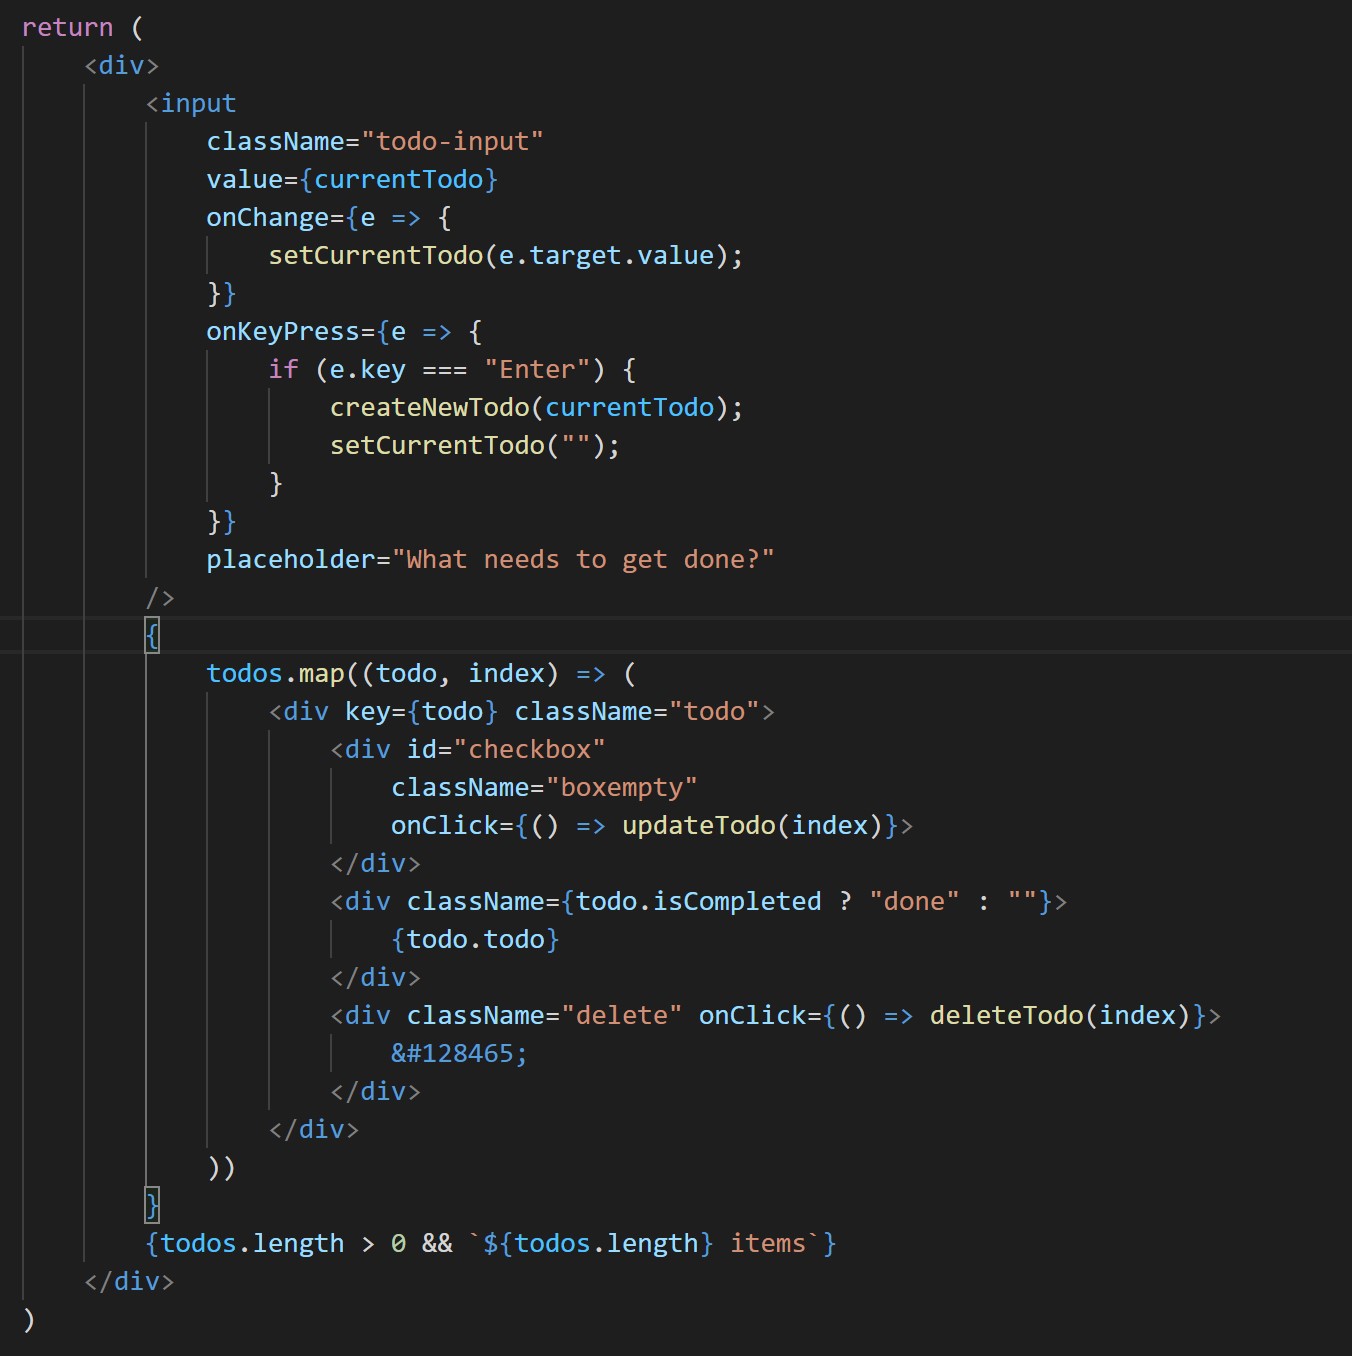 return (
<div>
<input
className="todo-input"
value={currentTodo}
onChange={e => {
setCurrentTodo(e.target.value);
}}
onKeyPress={e => {
if (e.key === "Enter") {
createNewTodo(currentTodo);
setCurrentTodo("");
}
}}
placeholder="What needs to get done?"
/>
{
todos.map((todo, index) => (
<div key={todo} className="todo">
<div id="checkbox"
className="boxempty"
onClick={() => updateTodo(index)}>
</div>
<div className={todo.isCompleted ? "done" : ""}>
{todo.todo}
</div>
<div className="delete" onClick={() => deleteTodo(index)}>
&#128465;
</div>
</div>
))
}
{todos.length > 0 && `${todos.length} items`}
</div>
)